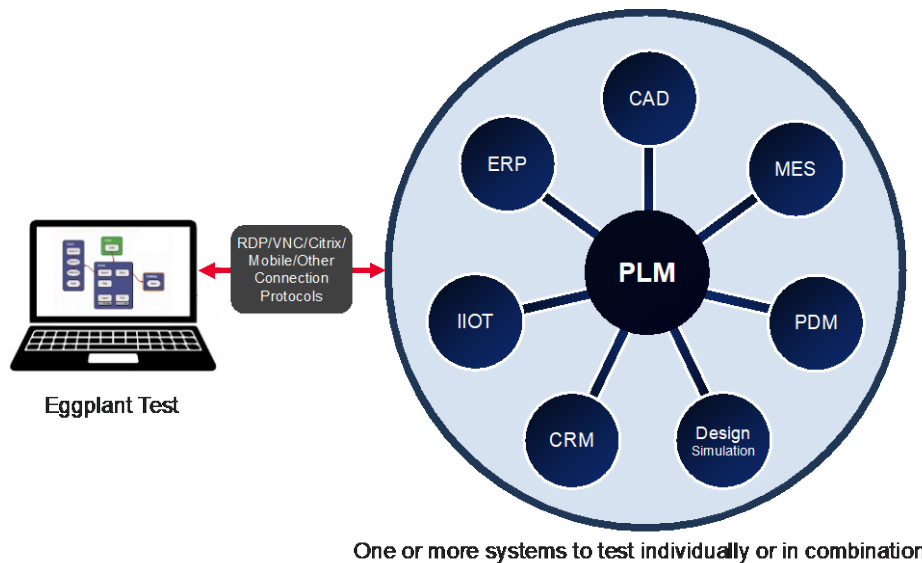 CAD
ERP
MES
RDP/VNC/Citrix/
Mobile/Other
Connection
Protocols
PLM
IIOT
PDM
Eggplant Test
CRM
Design
Simulation
One or more systems to test individually or in combination